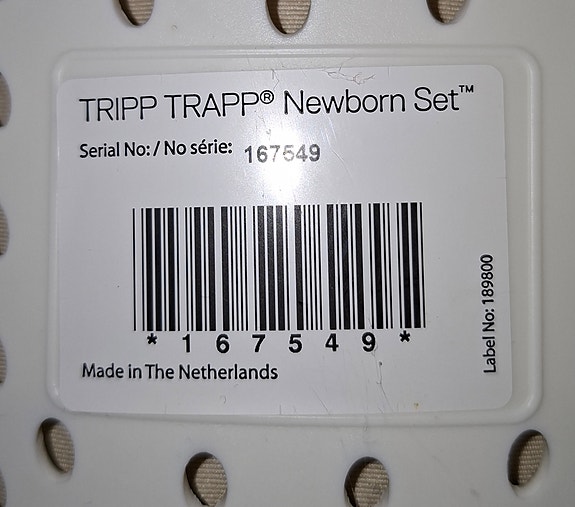 TRIPP TRAPP® Newborn Set™
Serial No: / No série: 167549
*167549*
Made in The Netherlands
Label No: 189800